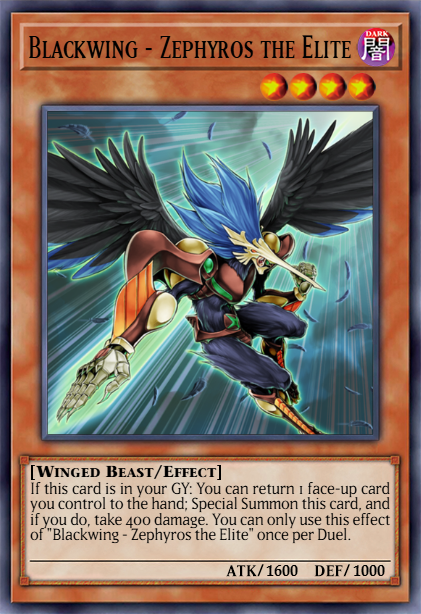 Blackwing - Zephyros the Elite
DARK
闇
[Winged Beast/Effect]
If this card is in your GY: You can return 1 face-up card
you control to the hand; Special Summon this card, and
if you do, take 400 damage. You can only use this effect
of "Blackwing - Zephyros the Elite" once per Duel.
ATK/1600 DEF/1000